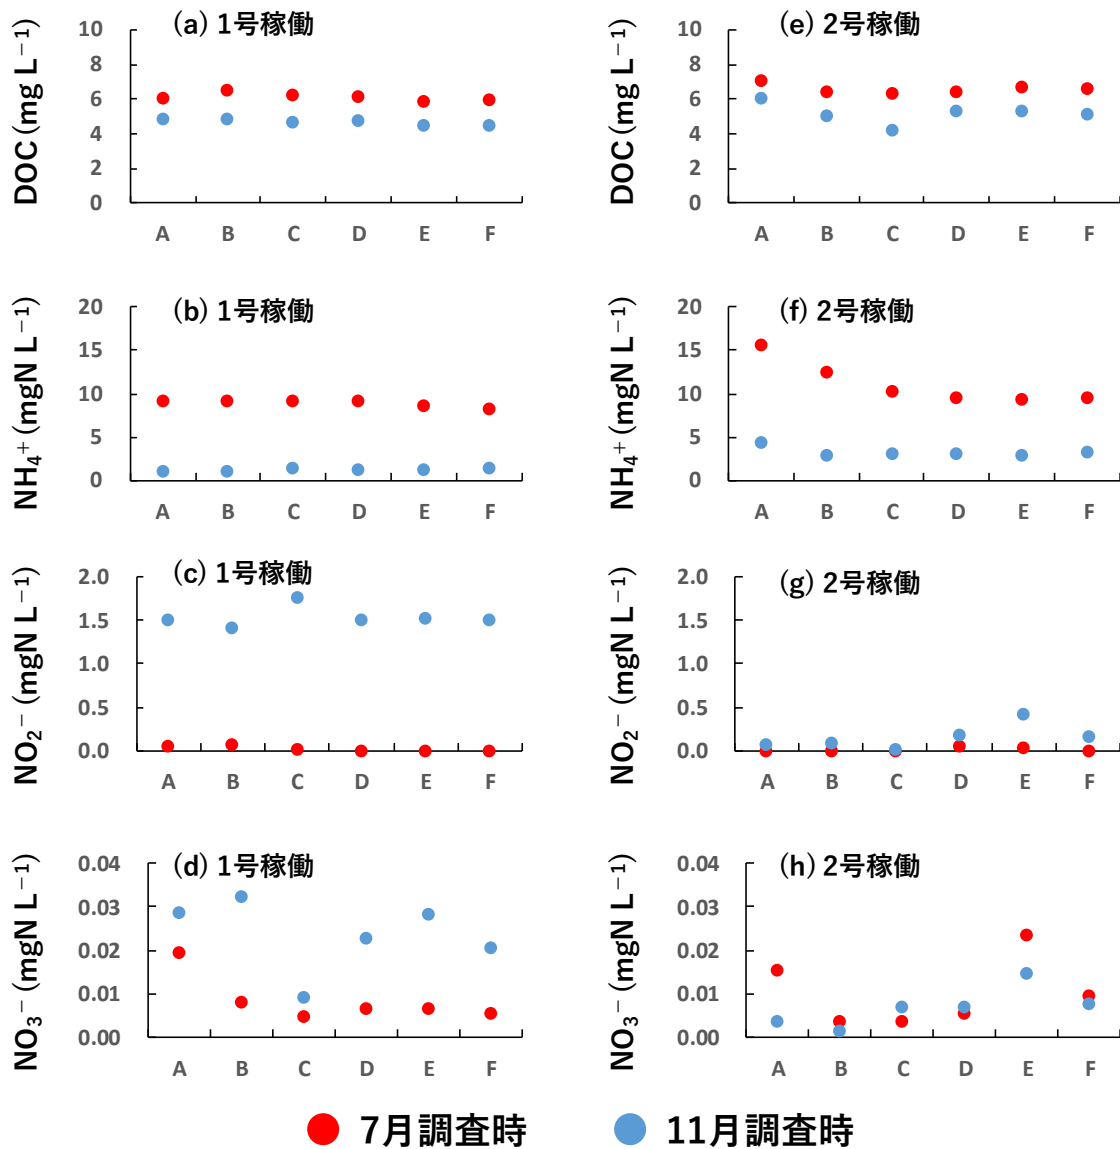 (a) 1号稼働
DOC (mg L⁻¹)
10
8
6
4
2
0
A B C D E F
(b) 1号稼働
NH₄⁺ (mgN L⁻¹)
20
15
10
5
0
A B C D E F
(c) 1号稼働
NO₂⁻ (mgN L⁻¹)
2.0
1.5
1.0
0.5
0.0
A B C D E F
(d) 1号稼働
NO₃⁻ (mgN L⁻¹)
0.04
0.03
0.02
0.01
0.00
A B C D E F
(e) 2号稼働
DOC (mg L⁻¹)
10
8
6
4
2
0
A B C D E F
(f) 2号稼働
NH₄⁺ (mgN L⁻¹)
20
15
10
5
0
A B C D E F
(g) 2号稼働
NO₂⁻ (mgN L⁻¹)
2.0
1.5
1.0
0.5
0.0
A B C D E F
(h) 2号稼働
NO₃⁻ (mgN L⁻¹)
0.04
0.03
0.02
0.01
0.00
A B C D E F
7月調査時 11月調査時